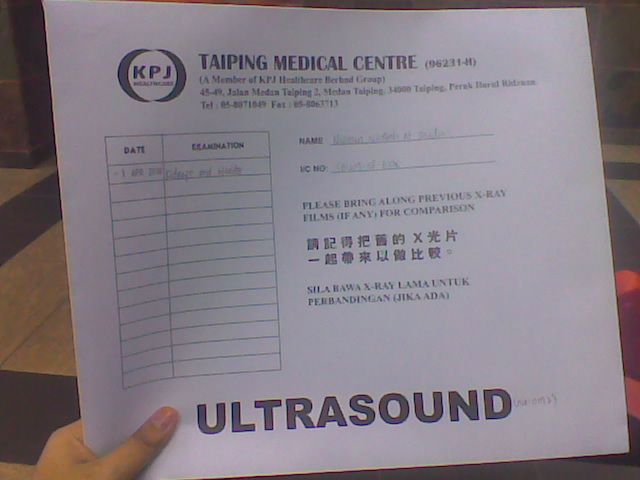 KPJ
HEALTHCARE
TAIPING MEDICAL CENTRE (96231-H)
(A Member of KPJ Healthcare Berhad Group)
45-49, Jalan Medan Taiping 2, Medan Taiping, 34000 Taiping, Perak Darul Ridzuan.
Tel : 05-8071049 Fax : 05-8063713
DATE EXAMINATION
- 1 APR and
NAME
I/C NO:
PLEASE BRING ALONG PREVIOUS X-RAY
FILMS (IF ANY) FOR COMPARISON
請記得把舊的 X 光片
一起帶來以做比較。
SILA BAWA X-RAY LAMA UNTUK
PERBANDINGAN (JIKA ADA)
ULTRASOUND